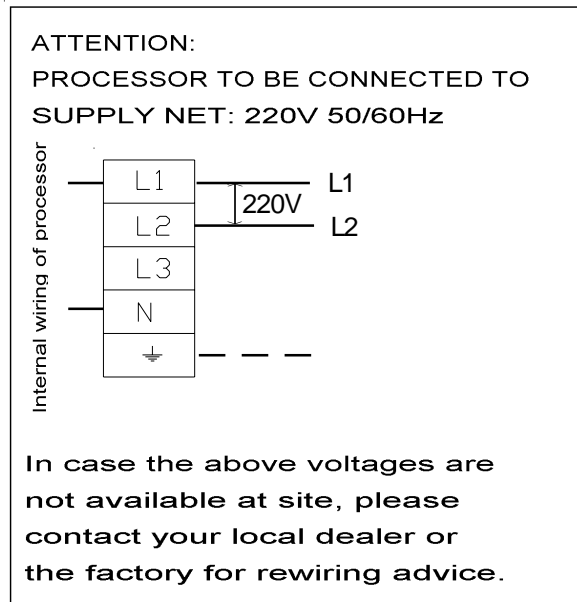 ATTENTION:
PROCESSOR TO BE CONNECTED TO
SUPPLY NET: 220V 50/60Hz
Internal wiring of processor
L1
L1
220V
L2
L2
L3
N
In case the above voltages are
not available at site, please
contact your local dealer or
the factory for rewiring advice.